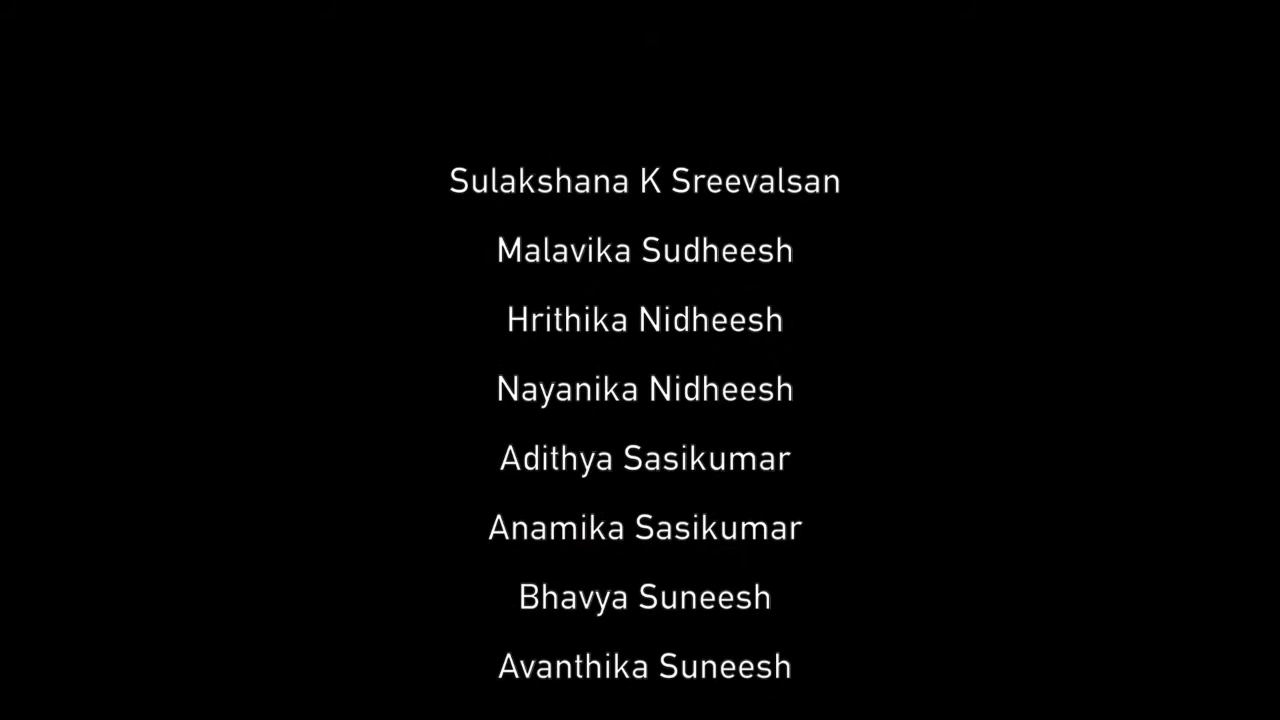 Sulakshana K Sreevalsan
Malavika Sudheesh
Hrithika Nidheesh
Nayanika Nidheesh
Adithya Sasikumar
Anamika Sasikumar
Bhavya Suneesh
Avanthika Suneesh